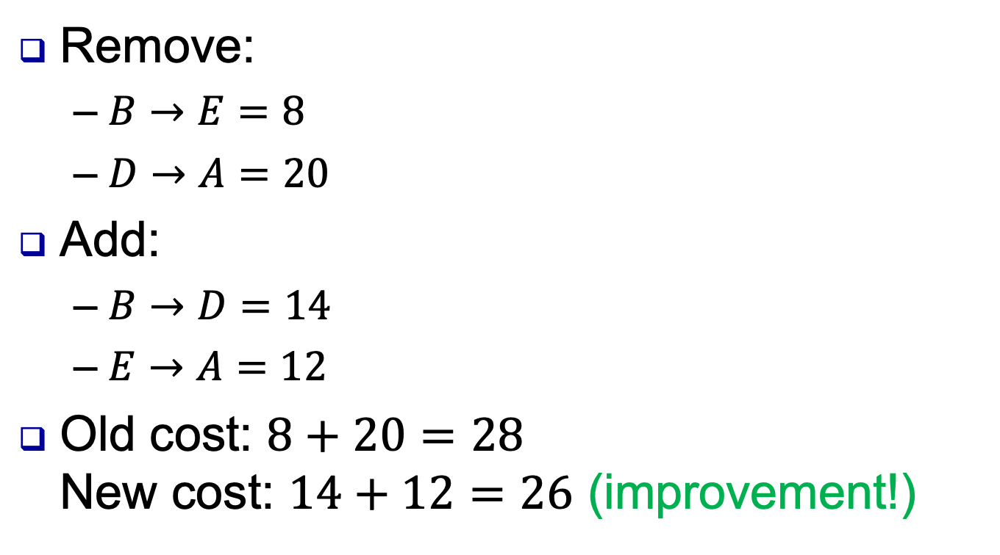 ❑ Remove:
– B → E = 8
– D → A = 20
❑ Add:
– B → D = 14
– E → A = 12
❑ Old cost: 8 + 20 = 28
New cost: 14 + 12 = 26 (improvement!)